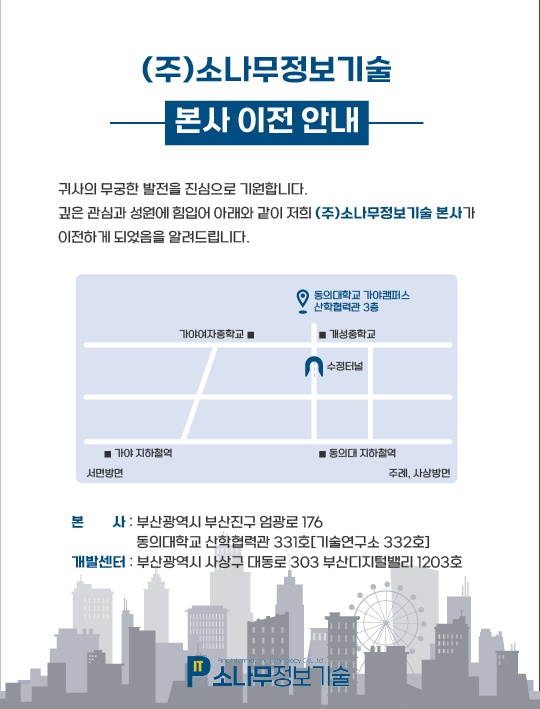 (주)소나무정보기술
본사 이전 안내
귀사의 무궁한 발전을 진심으로 기원합니다.
깊은 관심과 성원에 힘입어 아래와 같이 저희 (주)소나무정보기술 본사가
이전하게 되었음을 알려드립니다.
동의대학교 가야캠퍼스
산학협력관 3층
가야여자중학교
개성중학교
수정터널
가야 지하철역
동의대 지하철역
서면방면
주례, 사상방면
본 사 : 부산광역시 부산진구 엄광로 176
동의대학교 산학협력관 331호[기술연구소 332호]
개발센터 : 부산광역시 사상구 대동로 303 부산디지털밸리 1203호
Pine Information Technology Co., Ltd
IT
P 소나무정보기술